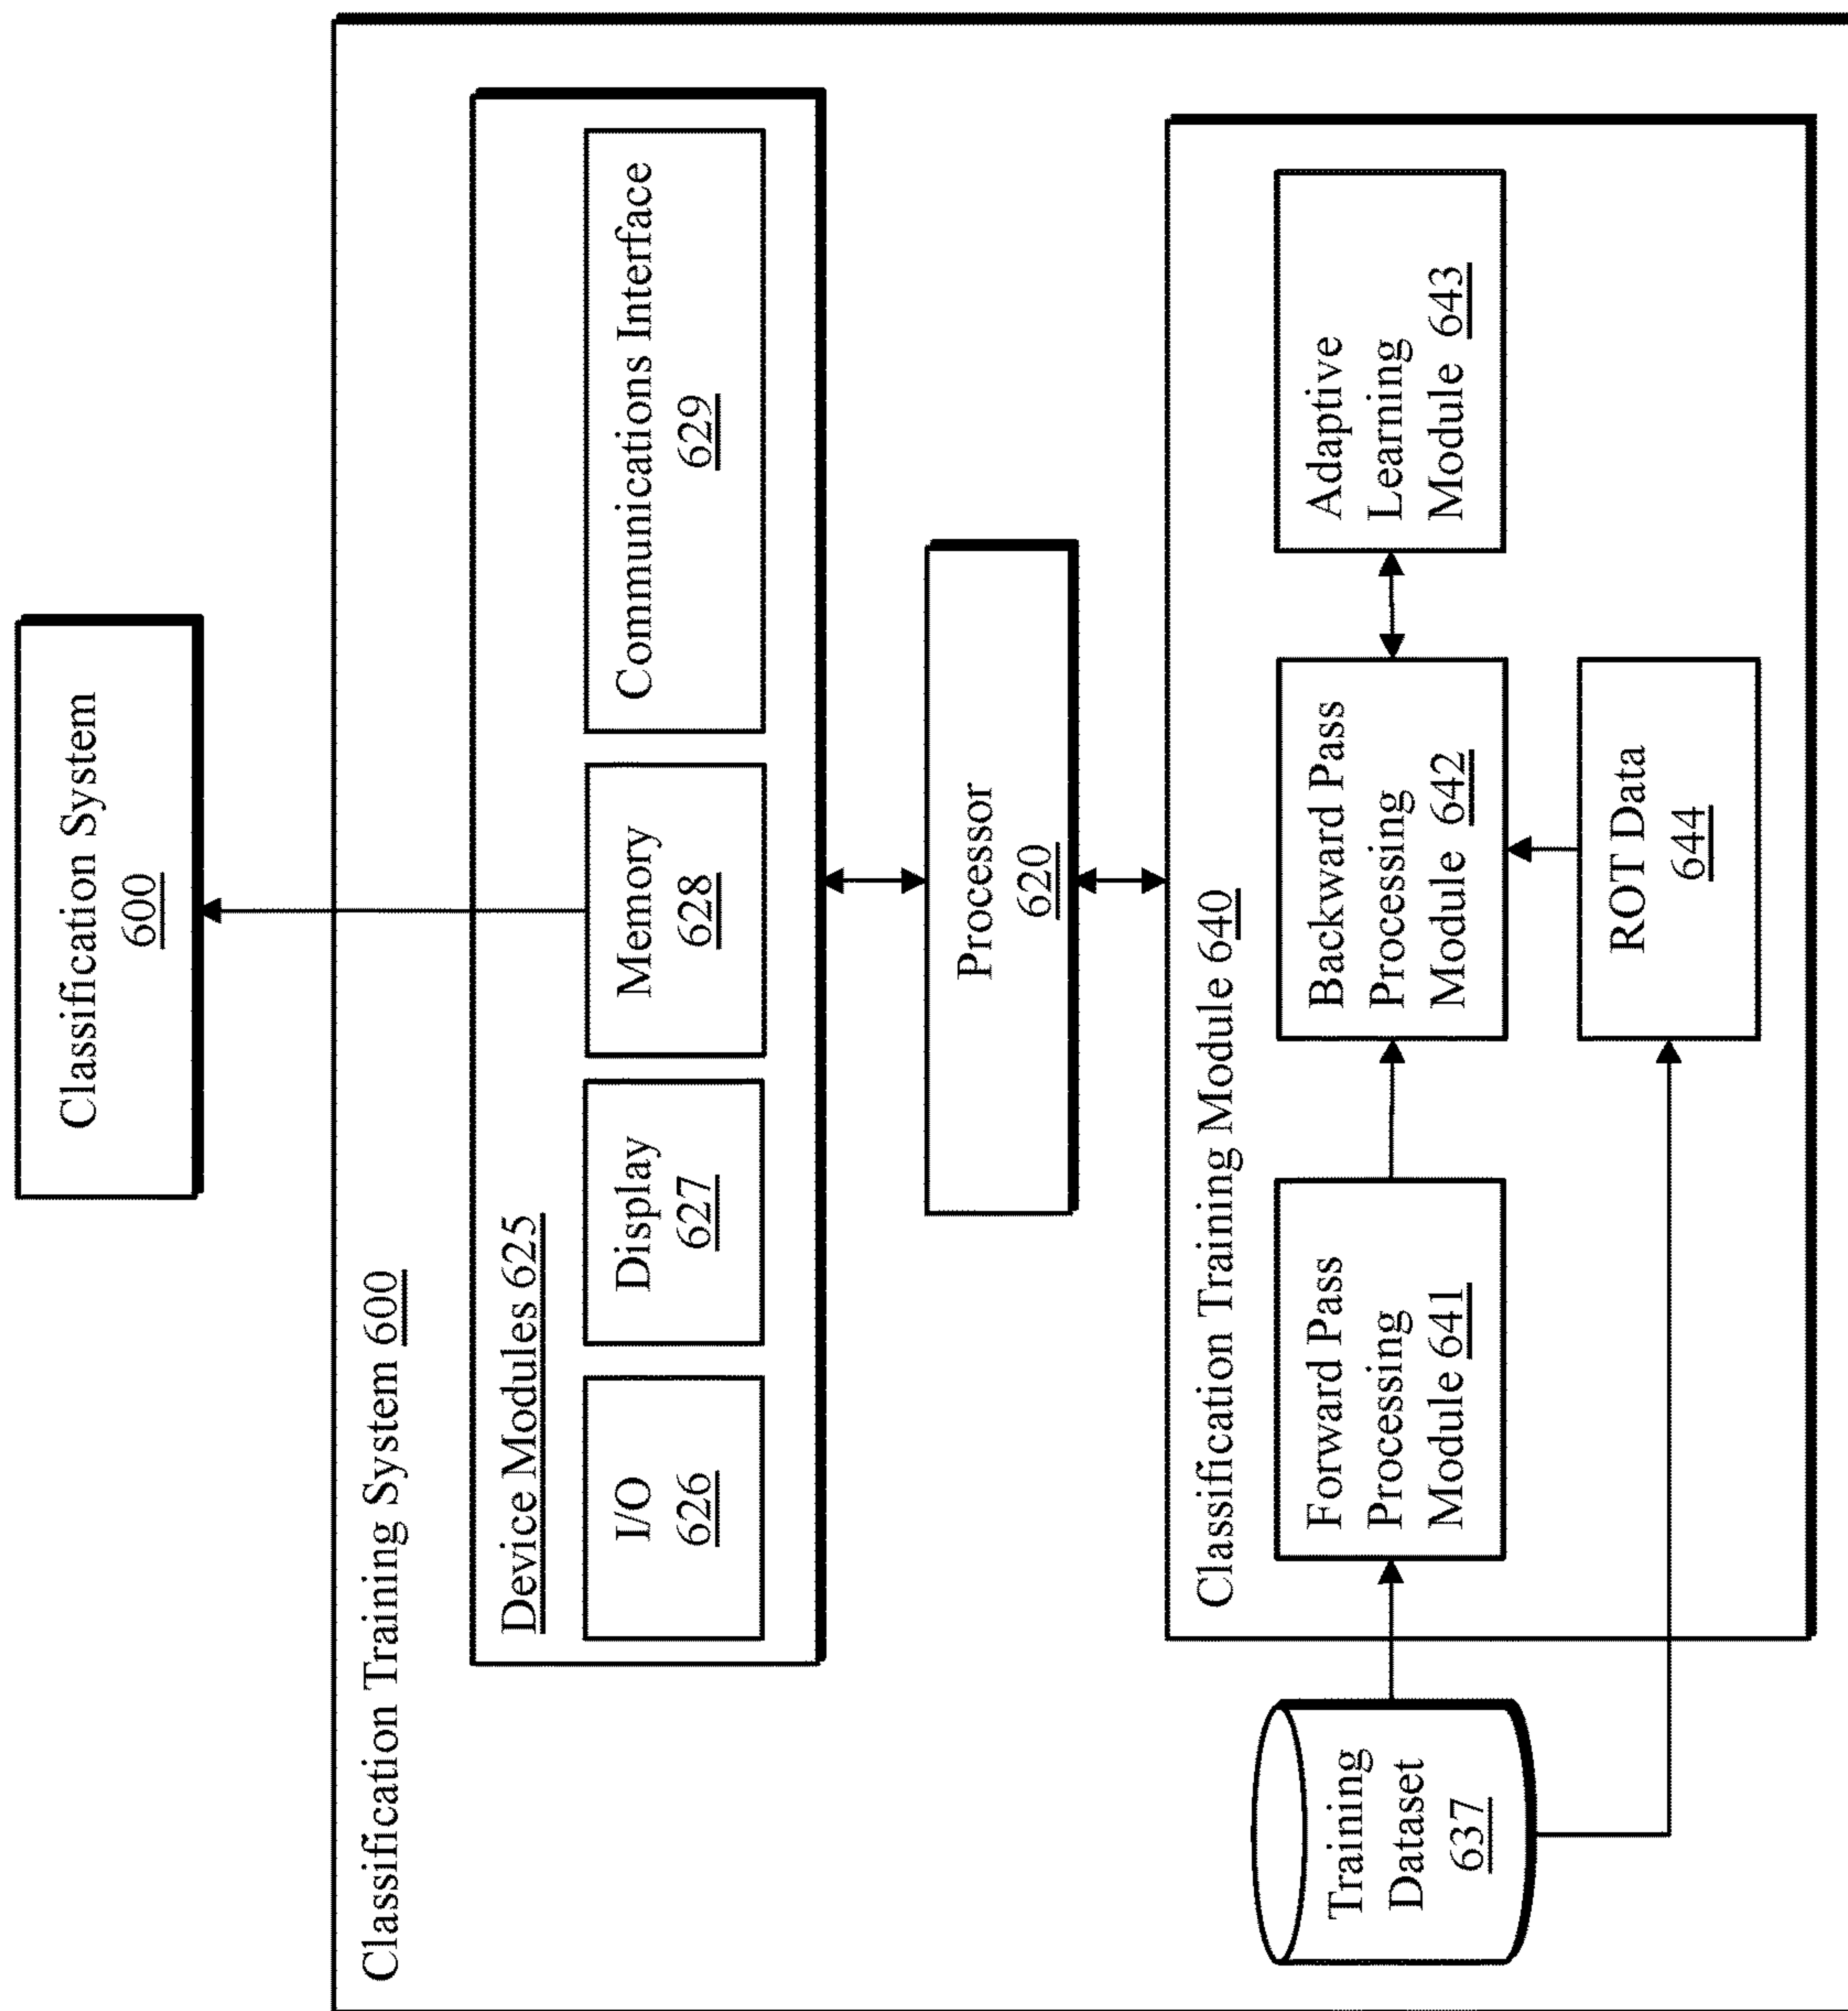 Classification System
600
Classification Training System 600
Device Modules 625
I/O
626
Display
627
Memory
628
Communications Interface
629
Processor
620
Classification Training Module 640
Training
Dataset
637
Forward Pass
Processing
Module 641
Backward Pass
Processing
Module 642
Adaptive
Learning
Module 643
ROT Data
644